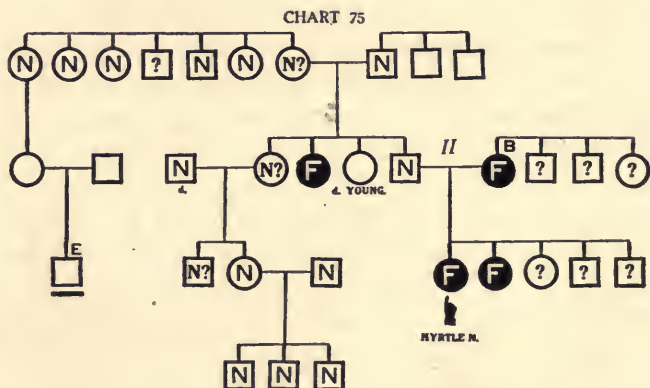 CHART 75
N N N ? N N N? N
N N? F N II F B ? ? ?
d. d. YOUNG.
E N? N N F F ? ? ?
MYRTLE N.
N N N